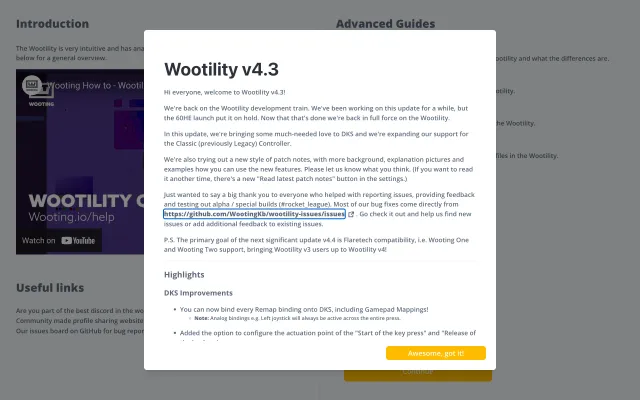 Introduction
The Wootility is very intuitive and has ana
below for a general overview.
Wooting How to - Wootili
WOOTING
WOOTILITY O
Wooting.io/help
Watch on YouTube
Useful links
Are you part of the best discord in the wo
Community made profile sharing website
Our issues board on GitHub for bug repor
Advanced Guides
ootility and what the differences are.
otility.
the Wootility.
ofiles in the Wootility.
Wootility v4.3
Hi everyone, welcome to Wootility v4.3!
We're back on the Wootility development train. We've been working on this update for a while, but
the 60HE launch put it on hold. Now that that's done we're back in full force on the Wootility.
In this update, we're bringing some much-needed love to DKS and we're expanding our support for
the Classic (previously Legacy) Controller.
We're also trying out a new style of patch notes, with more background, explanation pictures and
examples how you can use the new features. Please let us know what you think. (If you want to read
it another time, there's a new "Read latest patch notes" button in the settings.)
Just wanted to say a big thank you to everyone who helped with reporting issues, providing feedback
and testing out alpha / special builds (#rocket_league). Most of our bug fixes come directly from
https://github.com/WootingKb/wootility-issues/issues . Go check it out and help us find new
issues or add additional feedback to existing issues.
P.S. The primary goal of the next significant update v4.4 is Flaretech compatibility, i.e. Wooting One
and Wooting Two support, bringing Wootility v3 users up to Wootility v4!
Highlights
DKS Improvements
• You can now bind every Remap binding onto DKS, including Gamepad Mappings!
◦ Note: Analog bindings e.g. Left Joystick will always be active across the entire press.
• Added the option to configure the actuation point of the "Start of the key press" and "Release of
Awesome, got it!
Continue